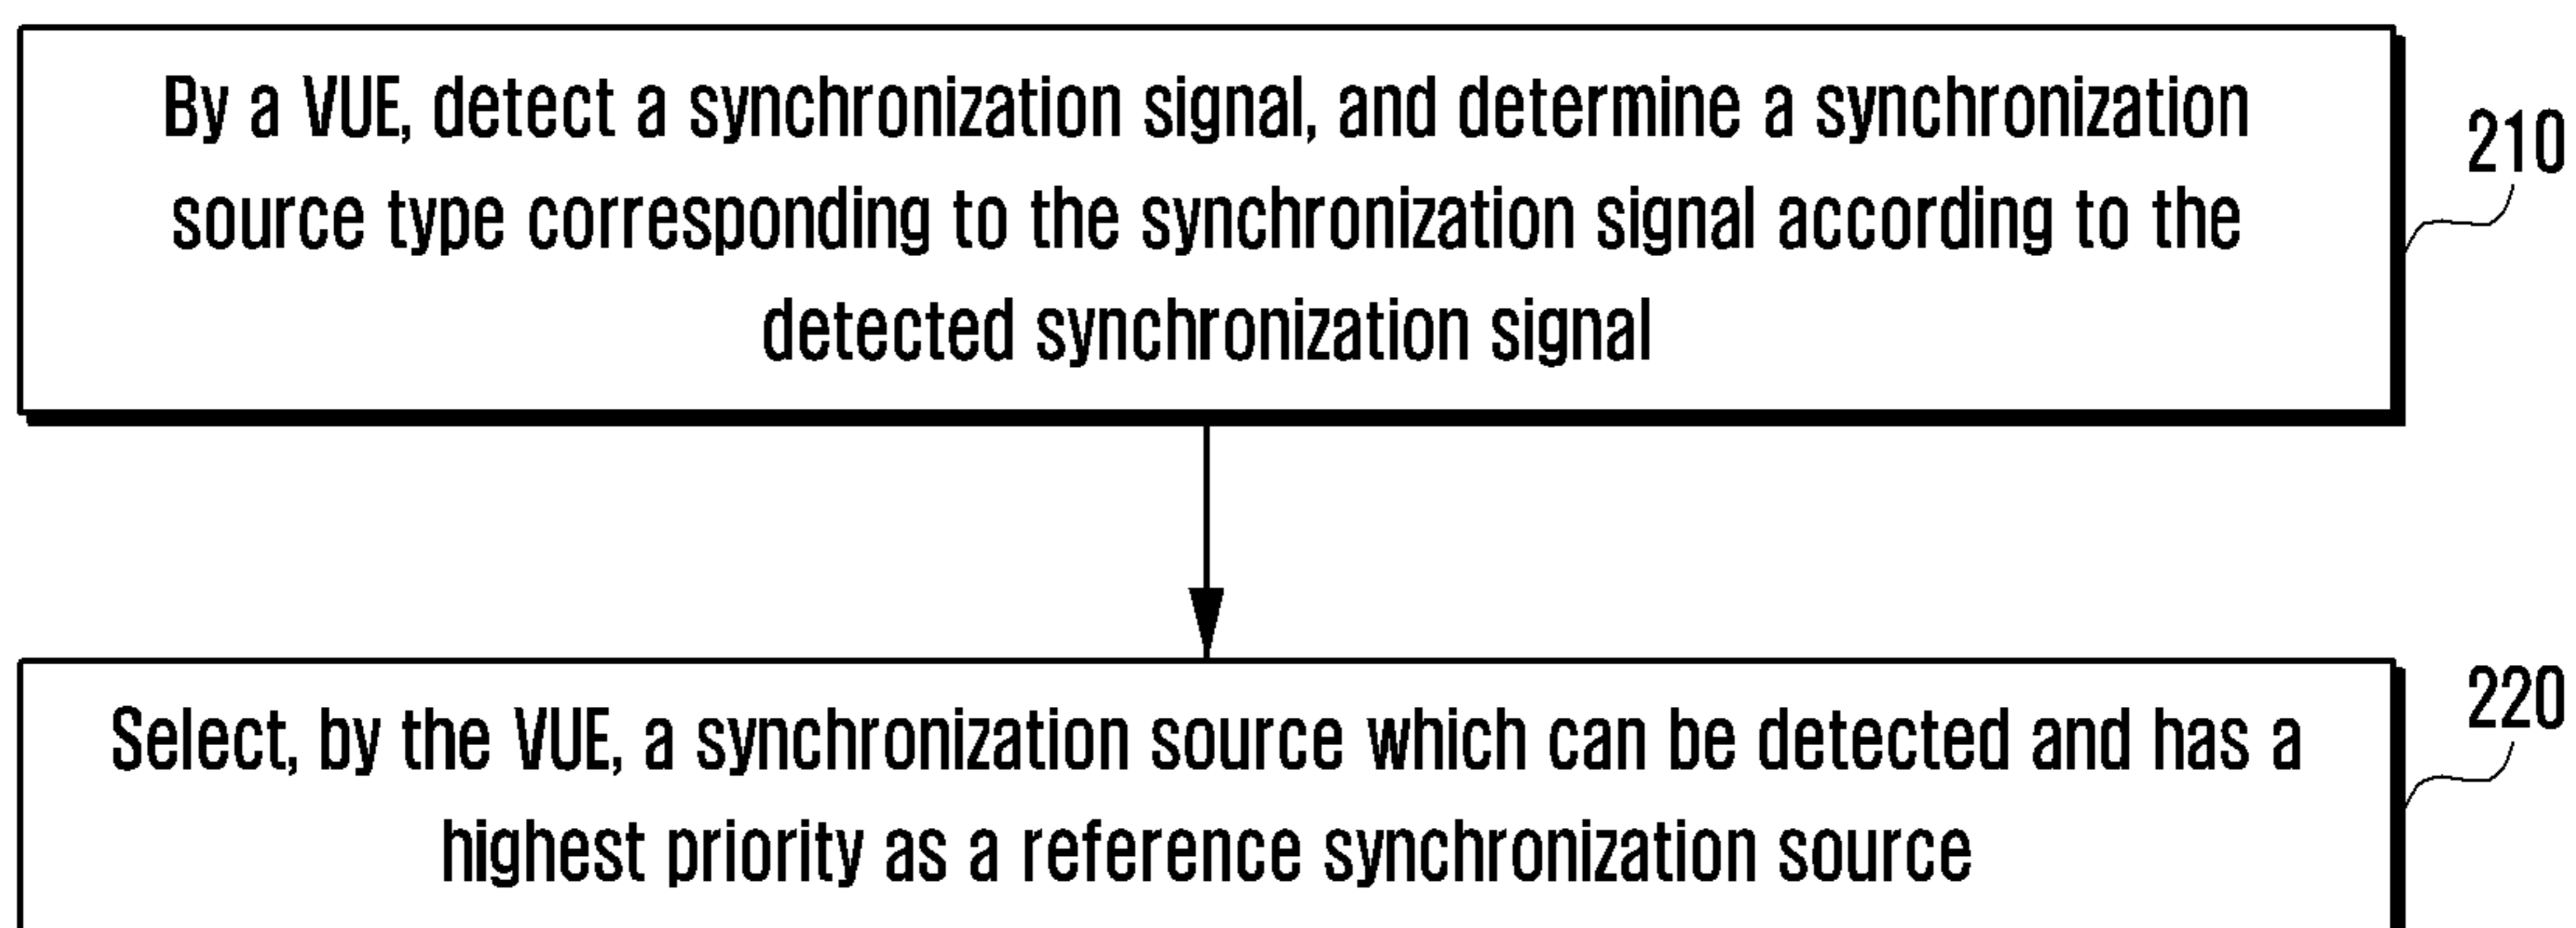 By a VUE, detect a synchronization signal, and determine a synchronization
source type corresponding to the synchronization signal according to the
detected synchronization signal
210
Select, by the VUE, a synchronization source which can be detected and has a
highest priority as a reference synchronization source
220